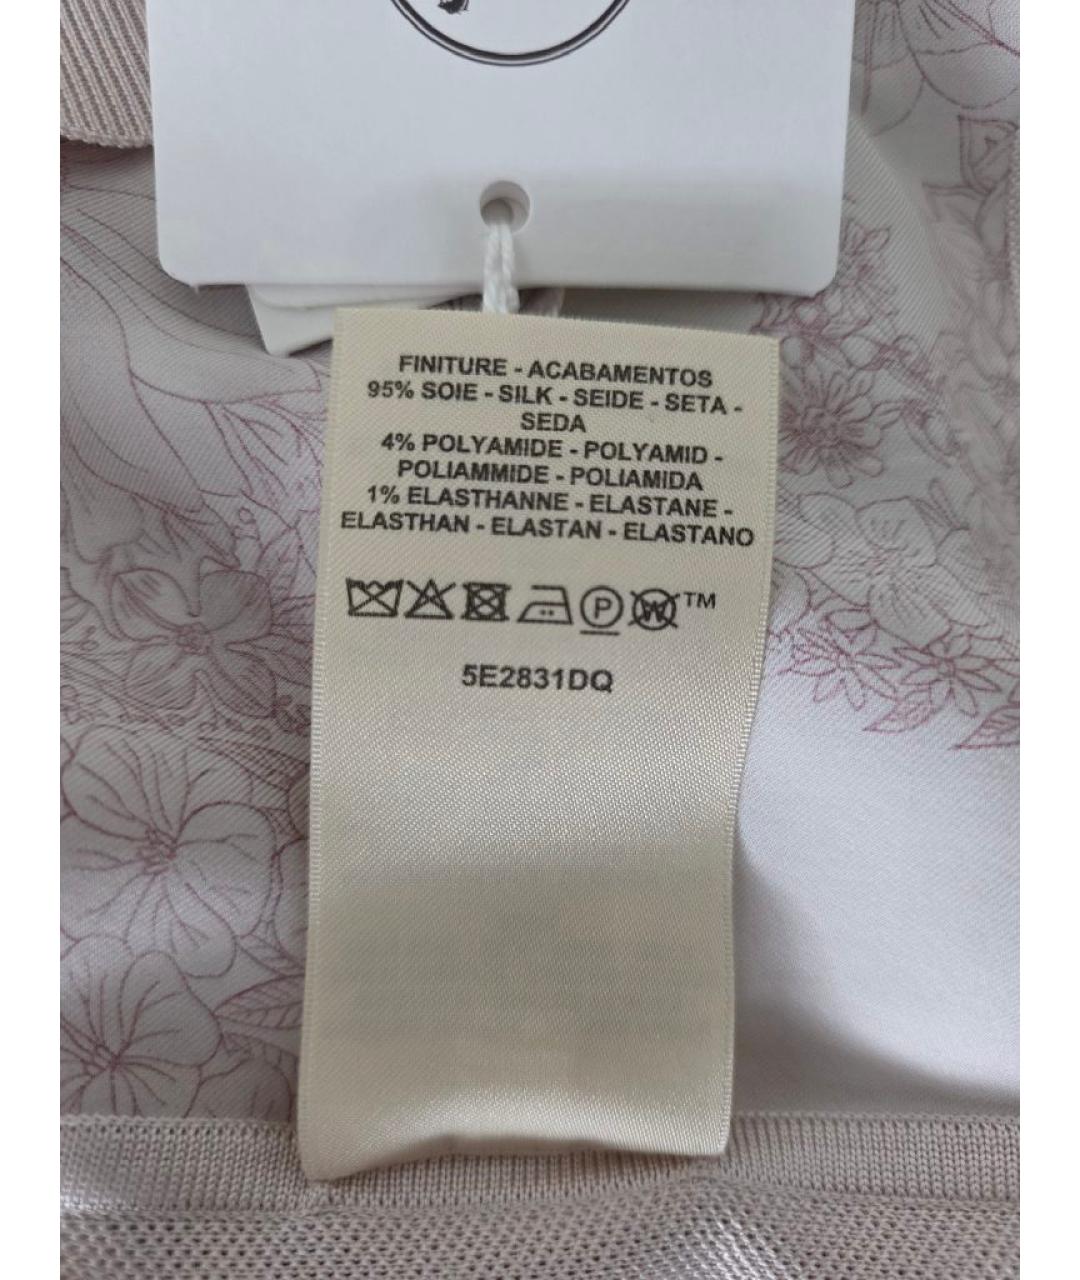 FINITURE - ACABAMENTOS
95% SOIE - SILK - SEIDE - SETA -
SEDA
4% POLYAMIDE - POLYAMID -
POLIAMMIDE - POLIAMIDA
1% ELASTHANNE - ELASTANE -
ELASTHAN - ELASTAN - ELASTANO
P W ™
5E2831DQ